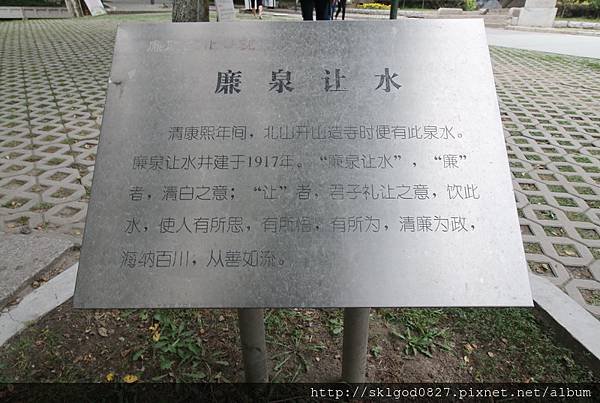 廉泉让水
清康熙年间，北山开山造寺时便有此泉水。
廉泉让水井建于1917年。“廉泉让水”，“廉”
者，清白之意；“让”者，君子礼让之意，饮此
水，使人有所思，有所悟，有所为，清廉为政，
海纳百川，从善如流。
http://sklgod0827.pixnet.net/album